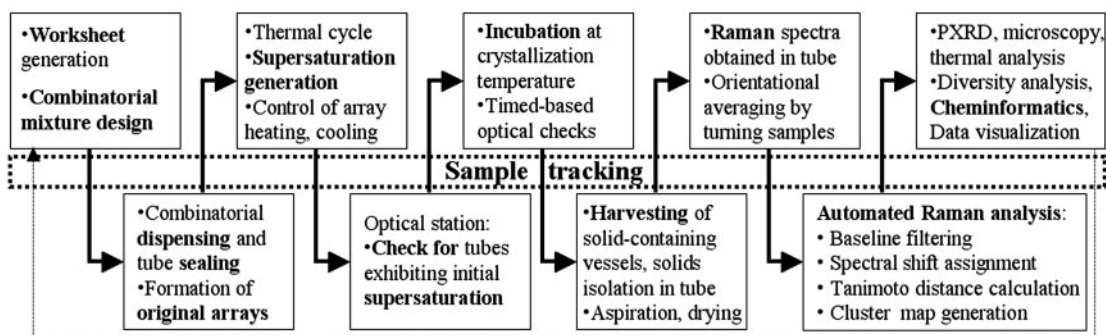 •Worksheet
generation
•Combinatorial
mixture design
•Thermal cycle
•Supersaturation
generation
•Control of array
heating, cooling
•Incubation at
crystallization
temperature
•Timed-based
optical checks
•Raman spectra
obtained in tube
•Orientational
averaging by
turning samples
•PXRD, microscopy,
thermal analysis
•Diversity analysis,
Cheminformatics,
Data visualization
Sample tracking
•Combinatorial
dispensing and
tube sealing
•Formation of
original arrays
Optical station:
•Check for tubes
exhibiting initial
supersaturation
•Harvesting of
solid-containing
vessels, solids
isolation in tube
•Aspiration, drying
Automated Raman analysis:
•Baseline filtering
•Spectral shift assignment
•Tanimoto distance calculation
•Cluster map generation